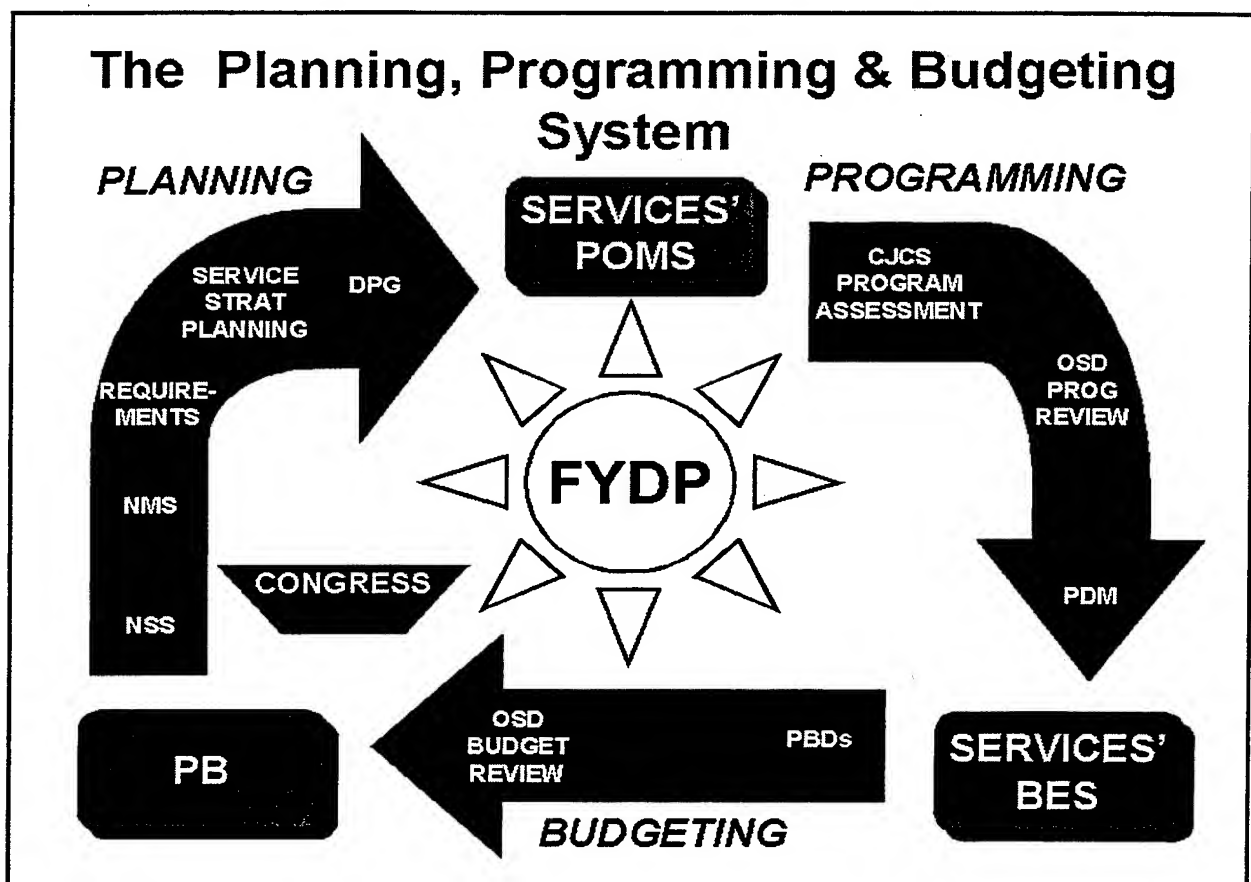 The Planning, Programming & Budgeting
System
PLANNING
SERVICES'
POMS
PROGRAMMING
SERVICE
STRAT
PLANNING
DPG
CJCS
PROGRAM
ASSESSMENT
REQUIRE-
MENTS
OSD
PROG
REVIEW
FYDP
NMS
CONGRESS
NSS
PDM
PB
OSD
BUDGET
REVIEW
PBDs
SERVICES'
BES
BUDGETING